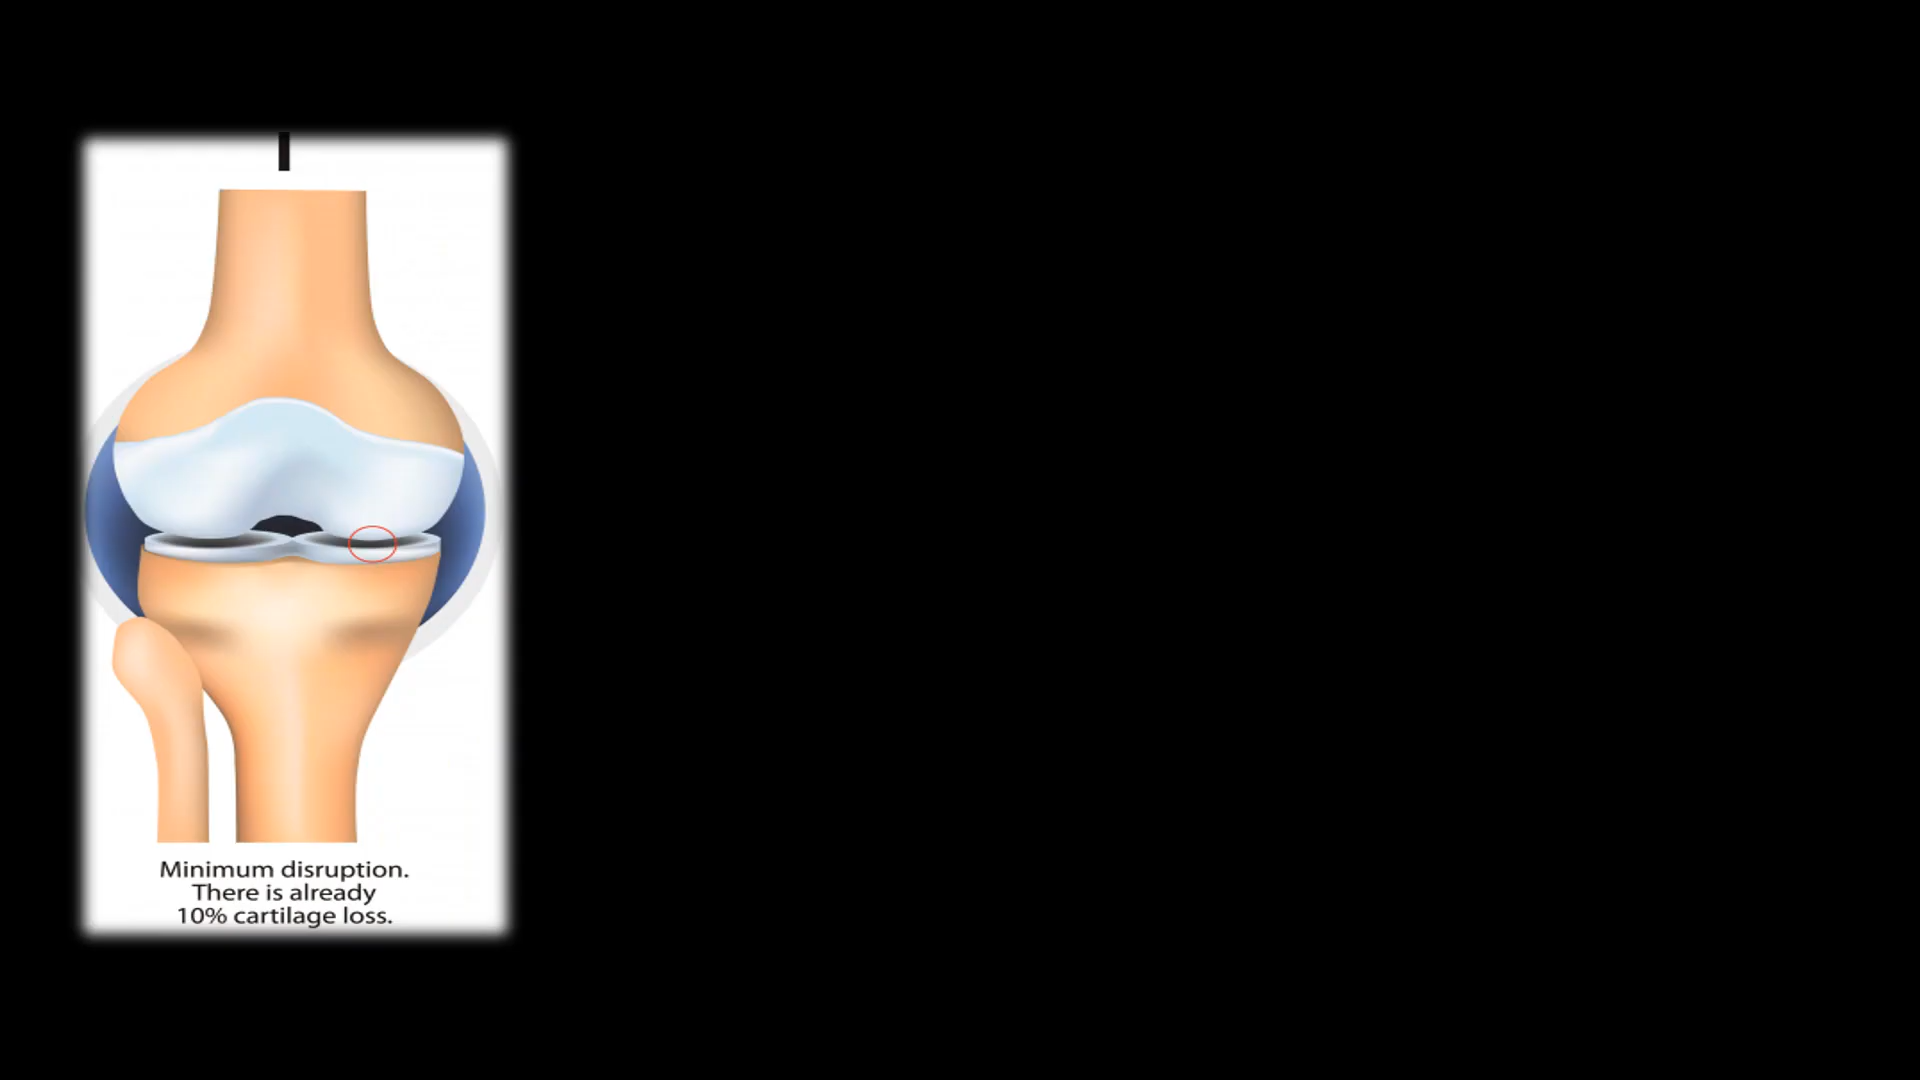 I
Minimum disruption.
There is already
10% cartilage loss.